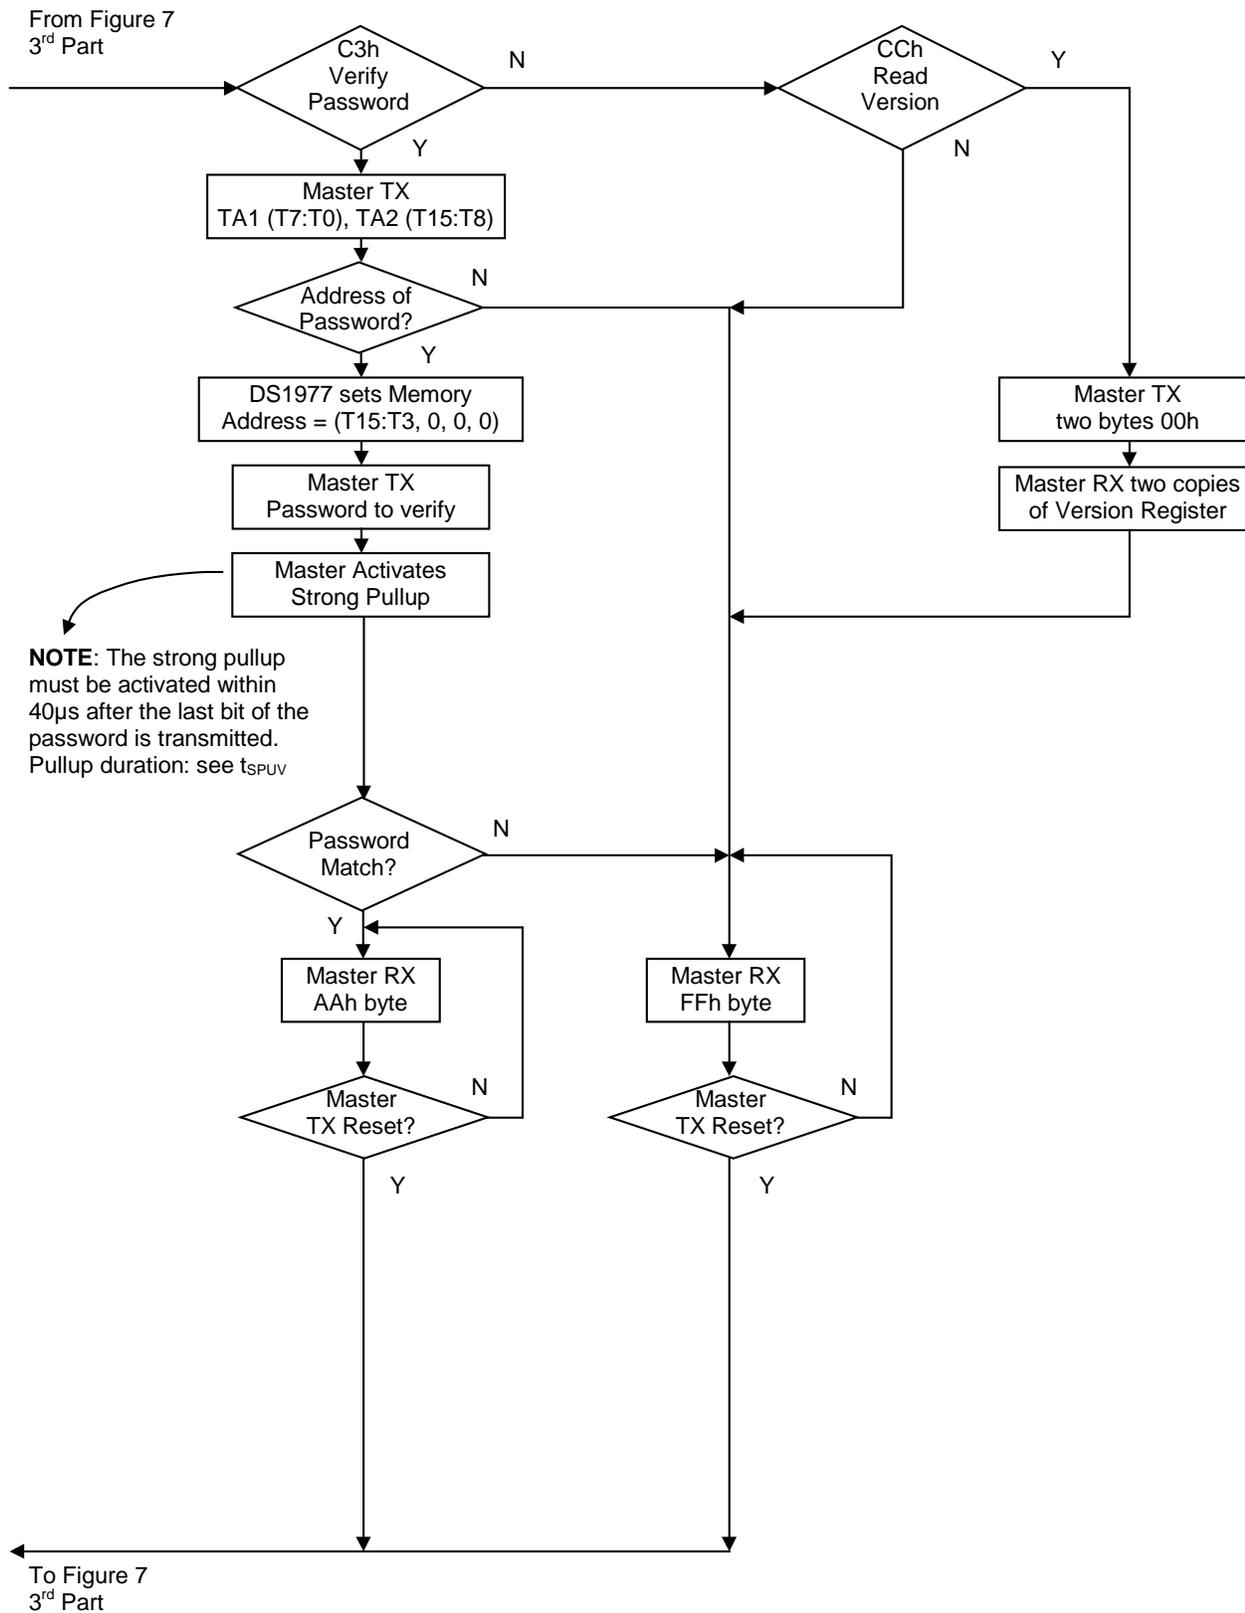 From Figure 7
3rd Part
C3h
Verify
Password
N
CCh
Read
Version
Y
Y
N
Master TX
TA1 (T7:T0), TA2 (T15:T8)
Address of
Password?
N
Y
DS1977 sets Memory
Address = (T15:T3, 0, 0, 0)
Master TX
two bytes 00h
Master TX
Password to verify
Master RX two copies
of Version Register
Master Activates
Strong Pullup
NOTE: The strong pullup
must be activated within
40µs after the last bit of the
password is transmitted.
Pullup duration: see tSPUV
Password
Match?
N
Y
Master RX
AAh byte
Master RX
FFh byte
Master
TX Reset?
N
Master
TX Reset?
N
Y
Y
To Figure 7
3rd Part